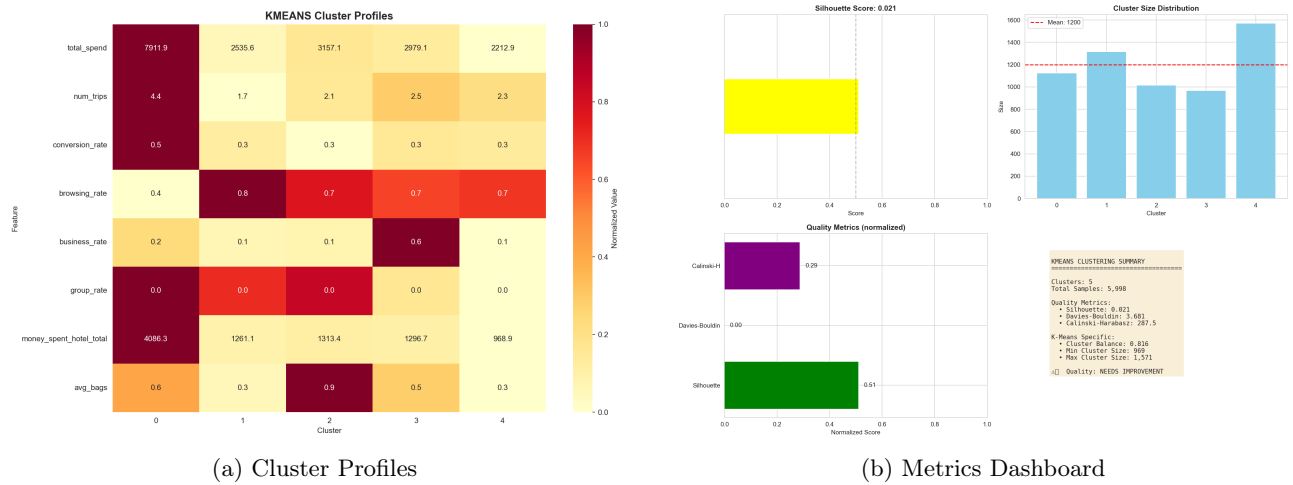 KMEANS Cluster Profiles
total_spend 7911.9 2535.6 3157.1 2979.1 2212.9
num_trips 4.4 1.7 2.1 2.5 2.3
conversion_rate 0.5 0.3 0.3 0.3 0.3
browsing_rate 0.4 0.8 0.7 0.7 0.7
business_rate 0.2 0.1 0.1 0.6 0.1
group_rate 0.0 0.0 0.0 0.0 0.0
money_spent_hotel_total 4086.3 1261.1 1313.4 1296.7 968.9
avg_bags 0.6 0.3 0.9 0.5 0.3
0 1 2 3 4
Cluster
Feature
1.0
0.8
0.6
0.4
0.2
0.0
Normalized Value
(a) Cluster Profiles
Silhouette Score: 0.021
0.0 0.2 0.4 0.6 0.8 1.0
Score
Cluster Size Distribution
Mean: 1200
1600
1400
1200
1000
800
600
400
200
0
Size
0 1 2 3 4
Cluster
Quality Metrics (normalized)
Calinski-H 0.29
Davies-Bouldin 0.00
Silhouette 0.51
0.0 0.2 0.4 0.6 0.8 1.0
Normalized Score
KMEANS CLUSTERING SUMMARY
===================================
Clusters: 5
Total Samples: 5,998
Quality Metrics:
• Silhouette: 0.021
• Davies-Bouldin: 3.681
• Calinski-Harabasz: 287.5
K-Means Specific:
• Cluster Balance: 0.816
• Min Cluster Size: 969
• Max Cluster Size: 1,571
⚠ Quality: NEEDS IMPROVEMENT
(b) Metrics Dashboard